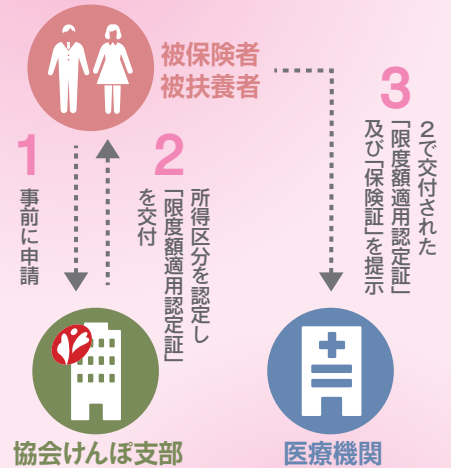 被保険者
被扶養者
1
事前に申請
2
所得区分を認定し
「限度額適用認定証」
を交付
3
2で交付された
「限度額適用認定証」
及び「保険証」を提示
協会けんぽ支部
医療機関